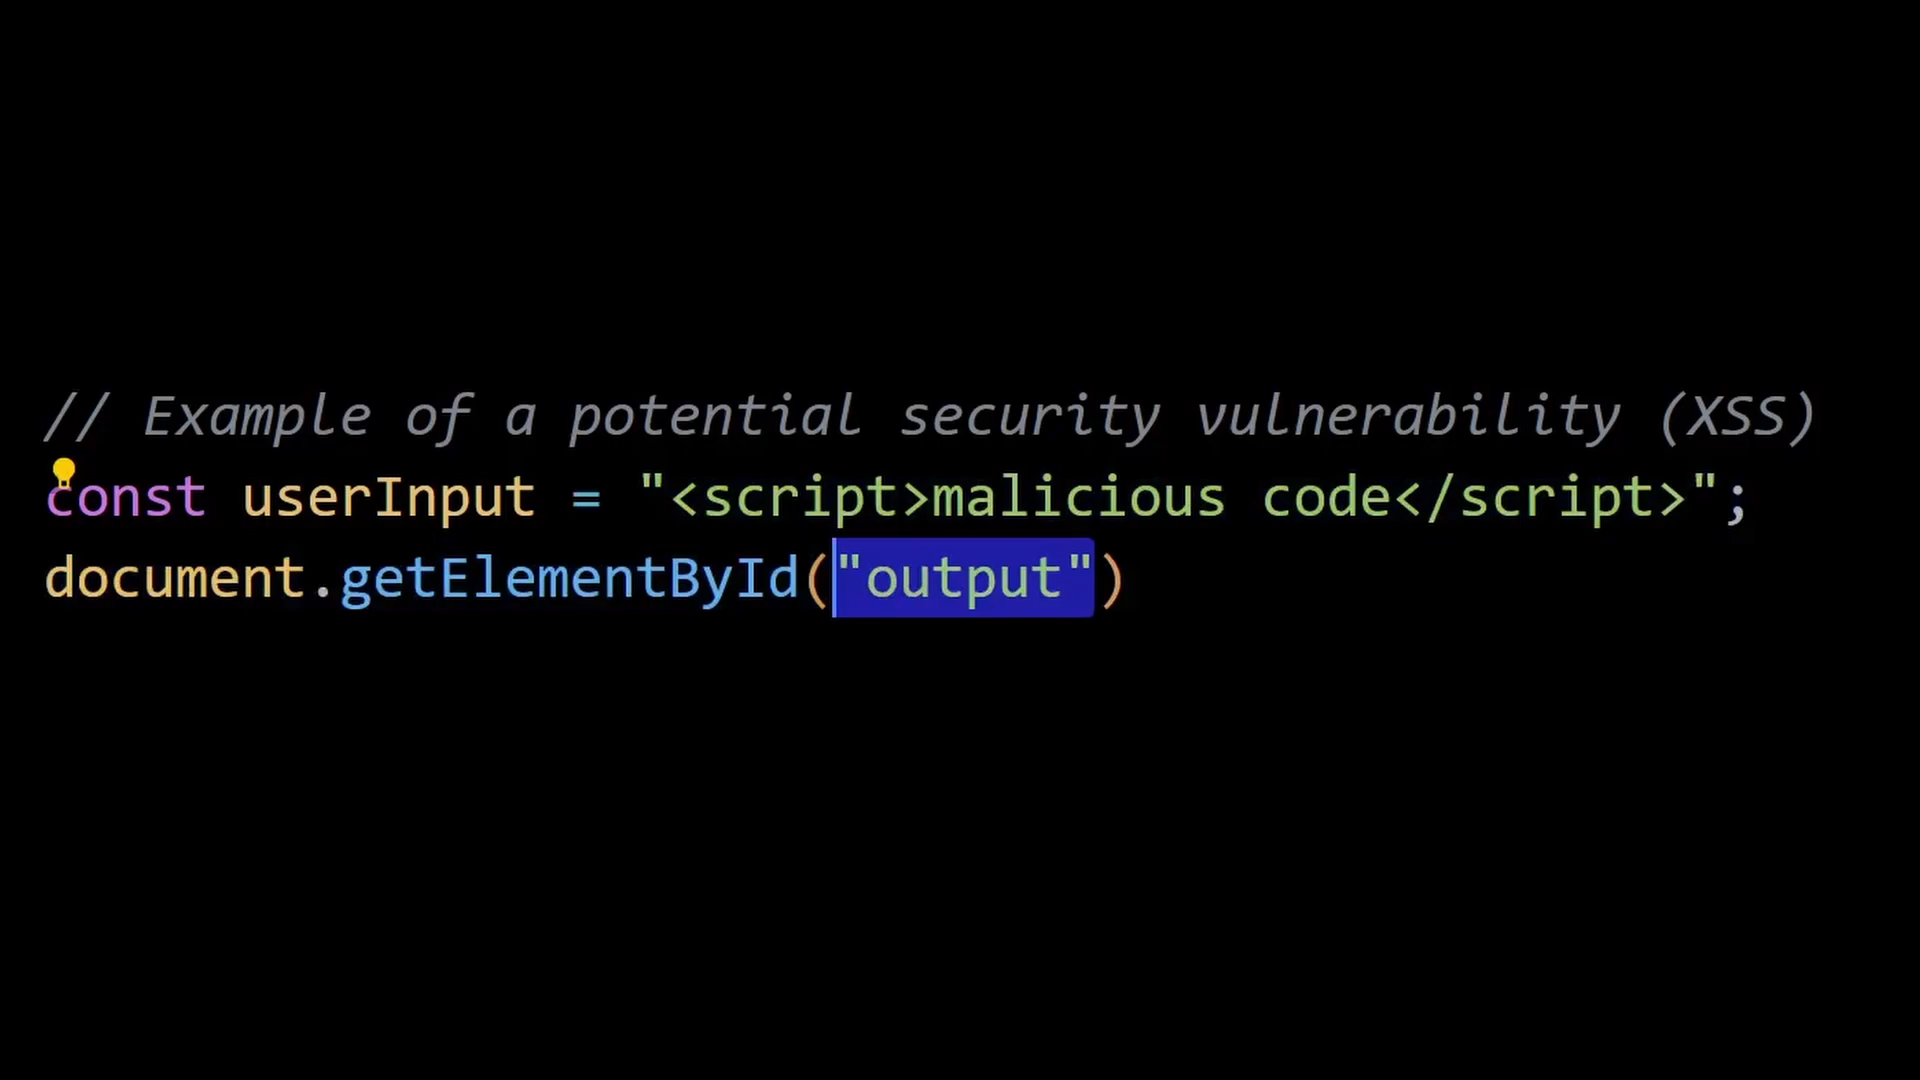 // Example of a potential security vulnerability (XSS)
const userInput = "<script>malicious code</script>";
document.getElementById("output")